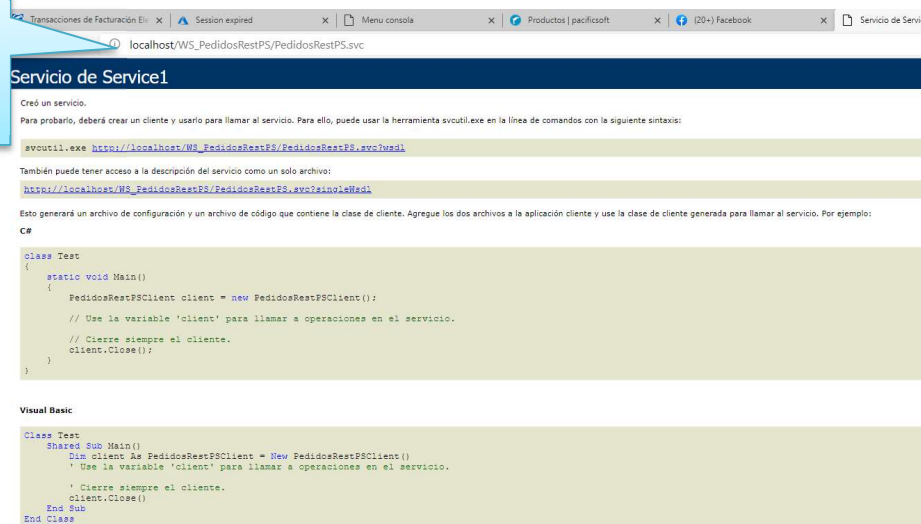 Transacciones de Facturación Ele
Session expired
Menu consola
Productos | pacificsoft
(20+) Facebook
Servicio de Servi
localhost/WS_PedidosRestPS/PedidosRestPS.svc
Servicio de Service1
Creó un servicio.
Para probarlo, deberá crear un cliente y usarlo para llamar al servicio. Para ello, puede usar la herramienta svcutil.exe en la línea de comandos con la siguiente sintaxis:
svcutil.exe http://localhost/WS_PedidosRestPS/PedidosRestPS.svc?wsdl
También puede tener acceso a la descripción del servicio como un solo archivo:
http://localhost/WS_PedidosRestPS/PedidosRestPS.svc?singleWsdl
Esto generará un archivo de configuración y un archivo de código que contiene la clase de cliente. Agregue los dos archivos a la aplicación cliente y use la clase de cliente generada para llamar al servicio. Por ejemplo:
C#
class Test
{
static void Main()
{
PedidosRestPSClient client = new PedidosRestPSClient();
// Use la variable 'client' para llamar a operaciones en el servicio.
// Cierre siempre el cliente.
client.Close();
}
}
Visual Basic
Class Test
Shared Sub Main()
Dim client As PedidosRestPSClient = New PedidosRestPSClient()
' Use la variable 'client' para llamar a operaciones en el servicio.
' Cierre siempre el cliente.
client.Close()
End Sub
End Class